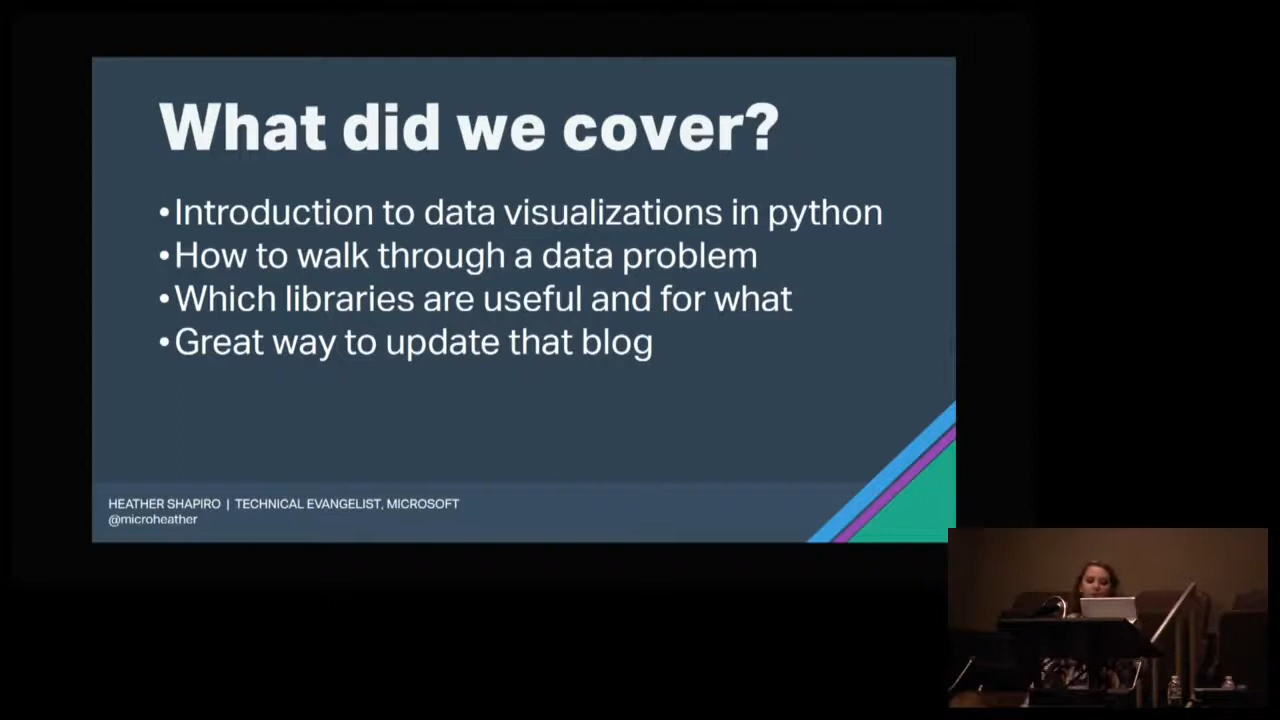 What did we cover?
•Introduction to data visualizations in python
•How to walk through a data problem
•Which libraries are useful and for what
•Great way to update that blog
HEATHER SHAPIRO | TECHNICAL EVANGELIST, MICROSOFT
@microheather